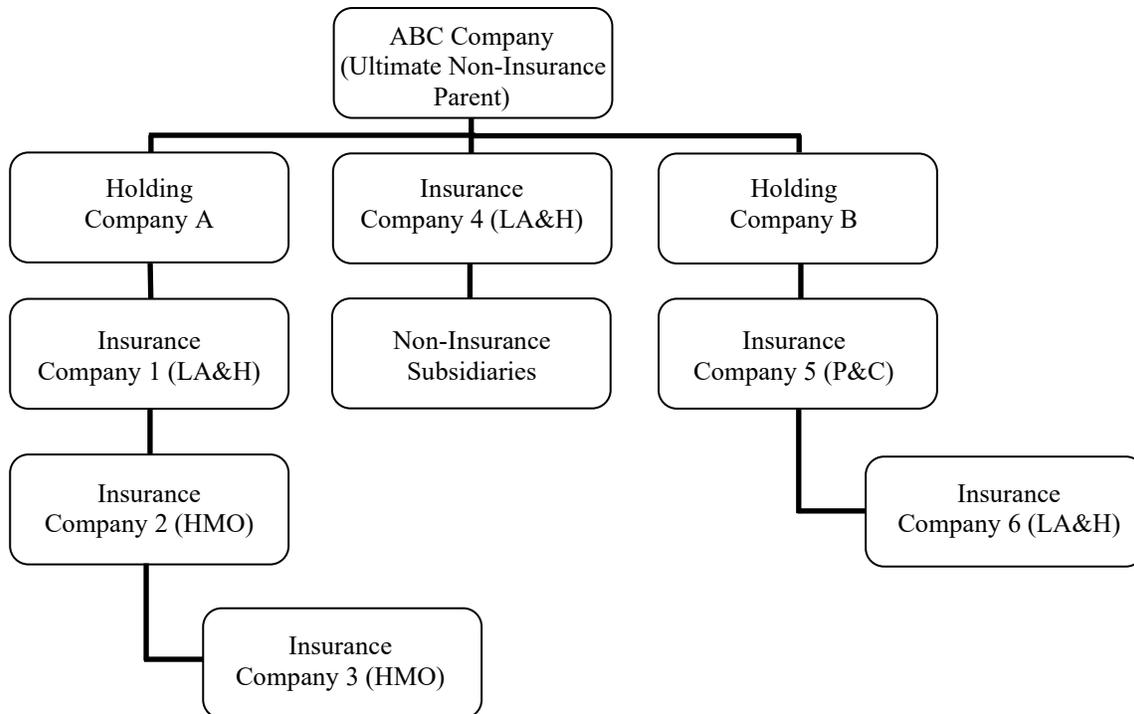 ABC Company
(Ultimate Non-Insurance
Parent)
Holding
Company A
Insurance
Company 4 (LA&H)
Holding
Company B
Insurance
Company 1 (LA&H)
Non-Insurance
Subsidiaries
Insurance
Company 5 (P&C)
Insurance
Company 2 (HMO)
Insurance
Company 6 (LA&H)
Insurance
Company 3 (HMO)